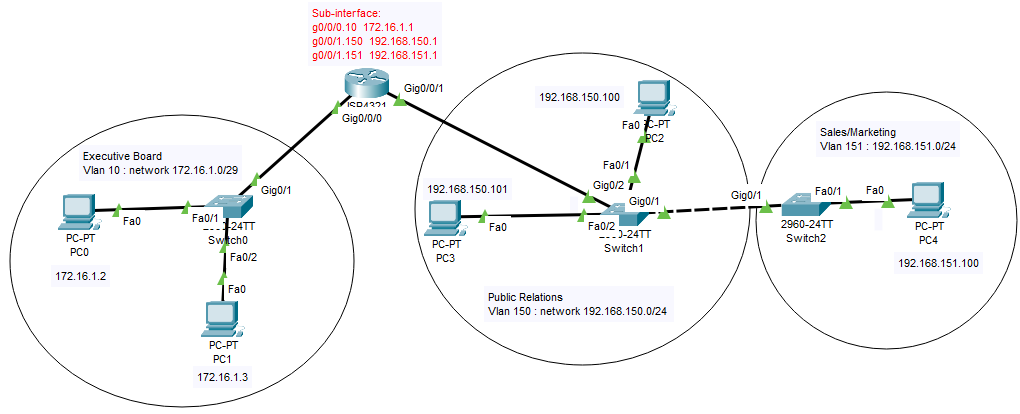 Sub-interface:
g0/0/0.10 172.16.1.1
g0/0/1.150 192.168.150.1
g0/0/1.151 192.168.151.1
Gig0/0/1
ISR4321
Gig0/0/0
Executive Board
Vlan 10 : network 172.16.1.0/29
Gig0/1
Fa0
Fa0/1
-24TT
Switch0
PC-PT
PC0
172.16.1.2
Fa0/2
Fa0
PC-PT
PC1
172.16.1.3
192.168.150.100
Fa0
C-PT
PC2
Fa0/1
Gig0/2
Gig0/1
192.168.150.101
Fa0
Fa0/2
-24TT
Switch1
PC-PT
PC3
Public Relations
Vlan 150 : network 192.168.150.0/24
Sales/Marketing
Vlan 151 : 192.168.151.0/24
Gig0/1
Fa0/1
Fa0
2960-24TT
Switch2
PC-PT
PC4
192.168.151.100